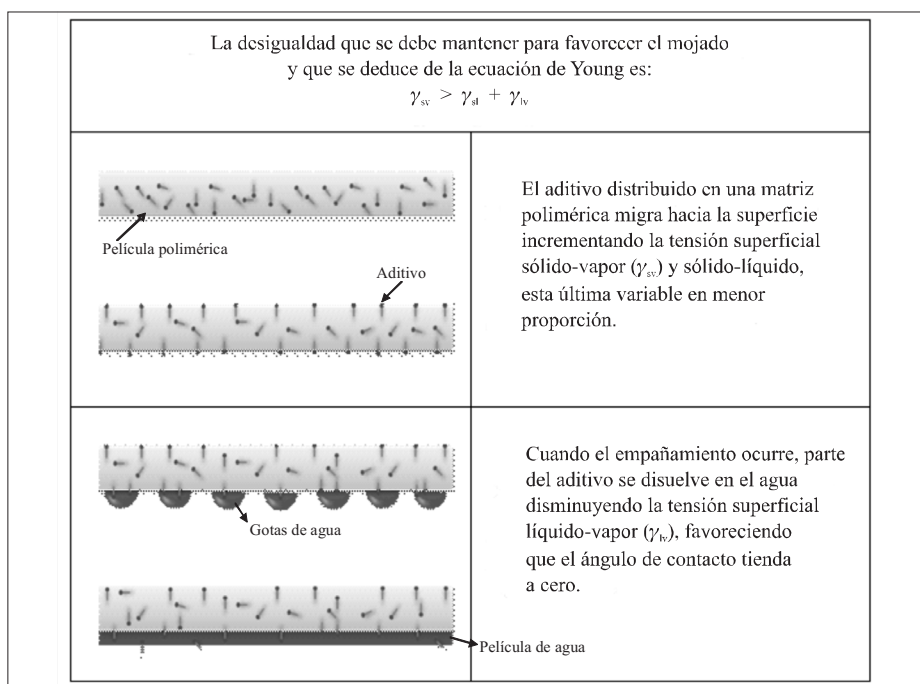 La desigualdad que se debe mantener para favorecer el mojado
y que se deduce de la ecuación de Young es:
γsv > γsl + γlv
Película polimérica
Aditivo
El aditivo distribuido en una matriz
polimérica migra hacia la superficie
incrementando la tensión superficial
sólido-vapor (γsv) y sólido-líquido,
esta última variable en menor
proporción.
Gotas de agua
Película de agua
Cuando el empañamiento ocurre, parte
del aditivo se disuelve en el agua
disminuyendo la tensión superficial
líquido-vapor (γlv), favoreciendo
que el ángulo de contacto tienda
a cero.